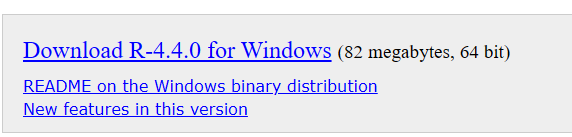 Download R-4.4.0 for Windows (82 megabytes, 64 bit)
README on the Windows binary distribution
New features in this version